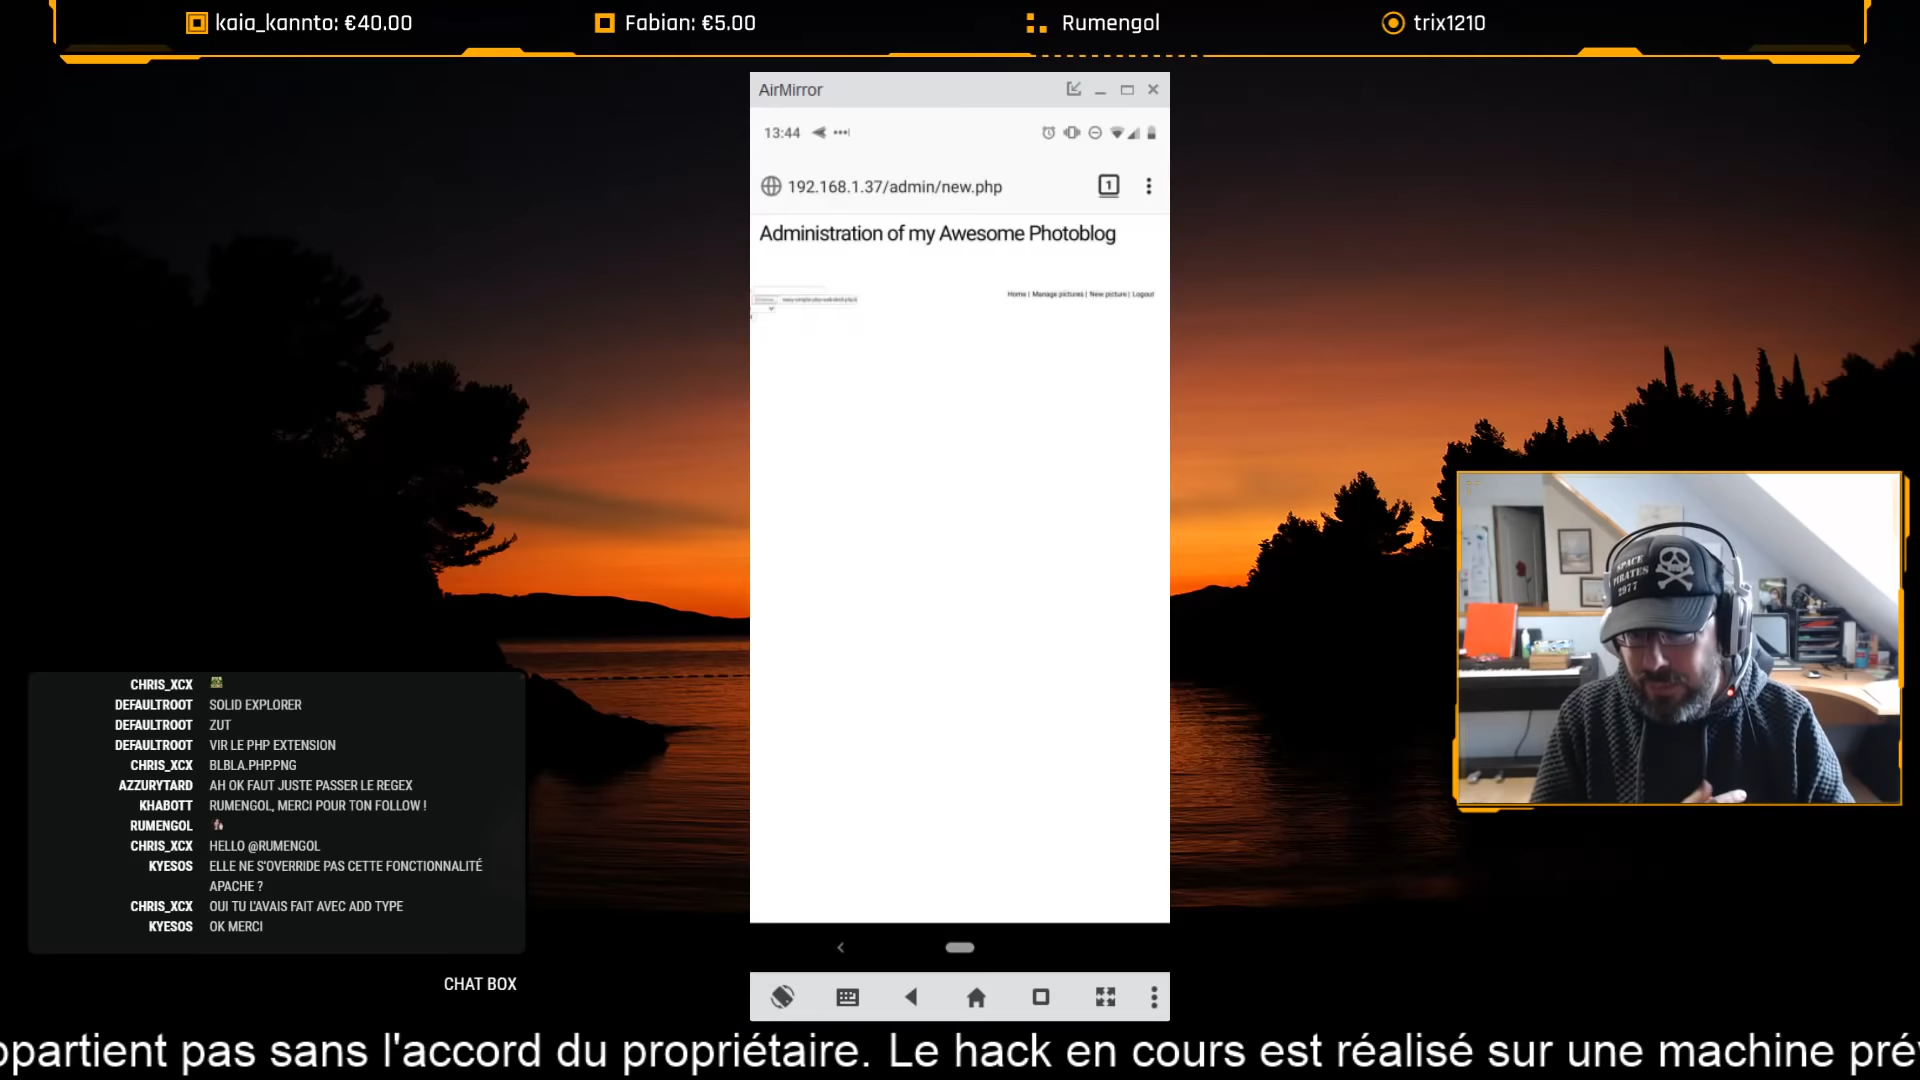 kaia_kannto: €40.00
Fabian: €5.00
Rumengol
trix1210
AirMirror
13:44
192.168.1.37/admin/new.php
1
Administration of my Awesome Photoblog
Home | Manage pictures | New picture | Logout
SPACE
PIRATES
2977
CHRIS_XCX
DEFAULTROOT SOLID EXPLORER
DEFAULTROOT ZUT
DEFAULTROOT VIR LE PHP EXTENSION
CHRIS_XCX BLBLA.PHP.PNG
AZZURYTARD AH OK FAUT JUSTE PASSER LE REGEX
KHABOTT RUMENGOL, MERCI POUR TON FOLLOW !
RUMENGOL
CHRIS_XCX HELLO @RUMENGOL
KYESOS ELLE NE S'OVERRIDE PAS CETTE FONCTIONNALITÉ
APACHE ?
CHRIS_XCX OUI TU L'AVAIS FAIT AVEC ADD TYPE
KYESOS OK MERCI
CHAT BOX
ppartient pas sans l'accord du propriétaire. Le hack en cours est réalisé sur une machine prév